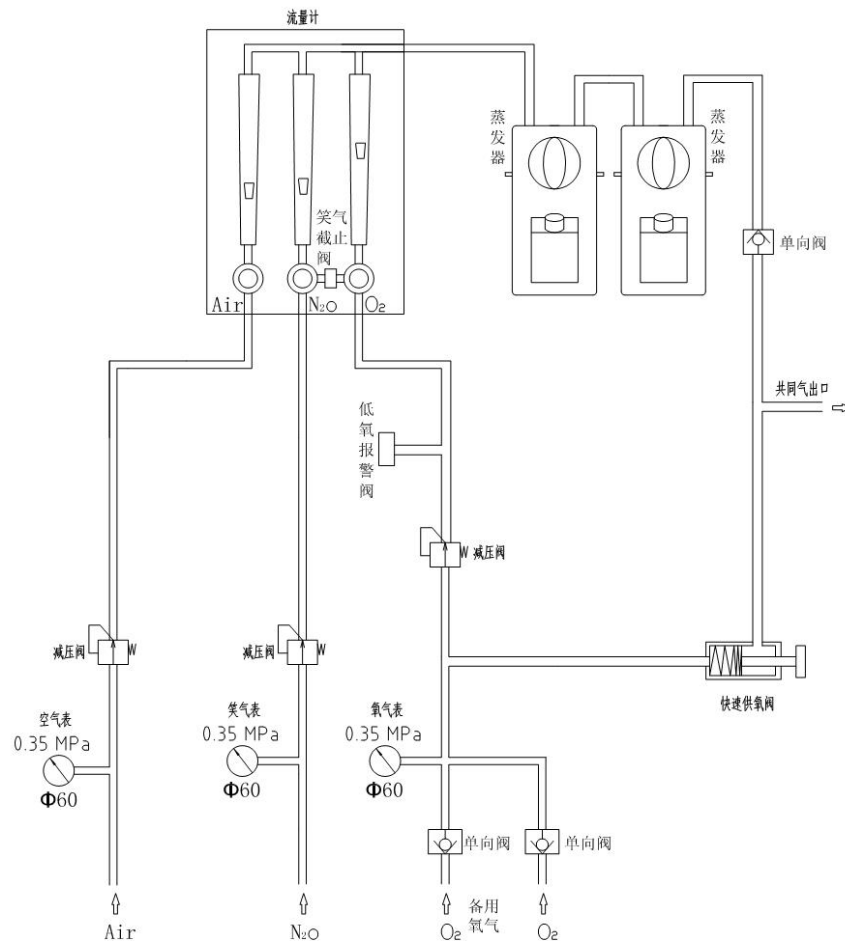 流量计
蒸发器
蒸发器
笑气
截止
阀
单向阀
Air
N₂O
O₂
共同气出口
低氧报警阀
减压阀
减压阀
减压阀
W
W
W
快速供氧阀
空气表
0.35 MPa
Φ60
笑气表
0.35 MPa
Φ60
氧气表
0.35 MPa
Φ60
单向阀
单向阀
备用
氧气
Air
N₂O
O₂
O₂